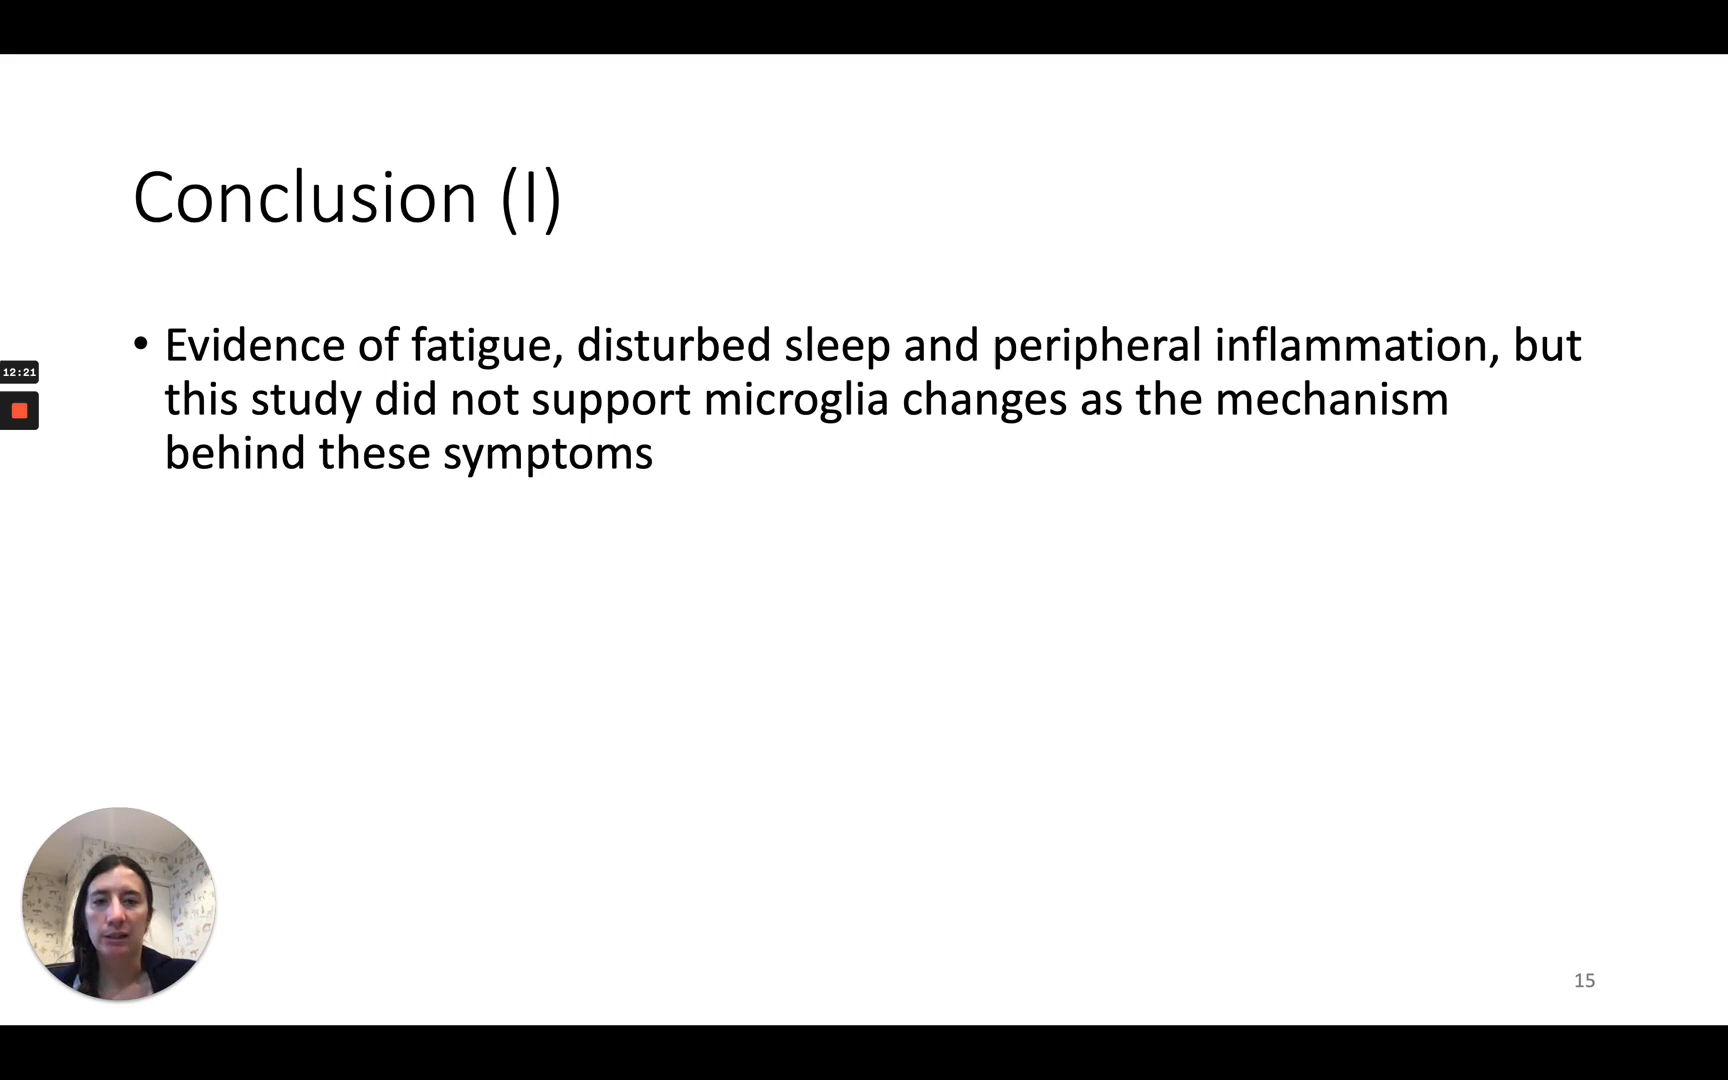 Conclusion (I)
• Evidence of fatigue, disturbed sleep and peripheral inflammation, but
this study did not support microglia changes as the mechanism
behind these symptoms
12:21
15